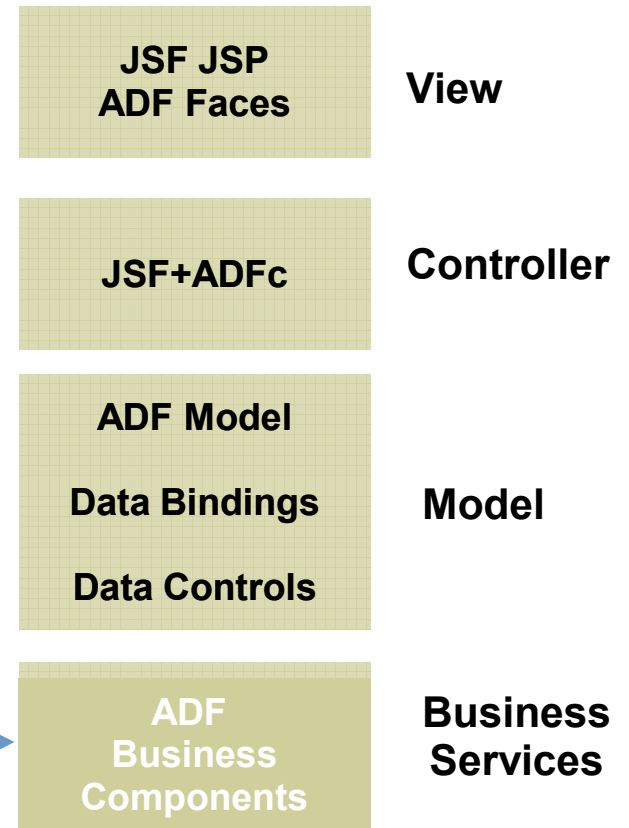 JSF JSP
ADF Faces
View
JSF+ADFc
Controller
ADF Model
Data Bindings
Data Controls
Model
ADF
Business
Components
Business
Services